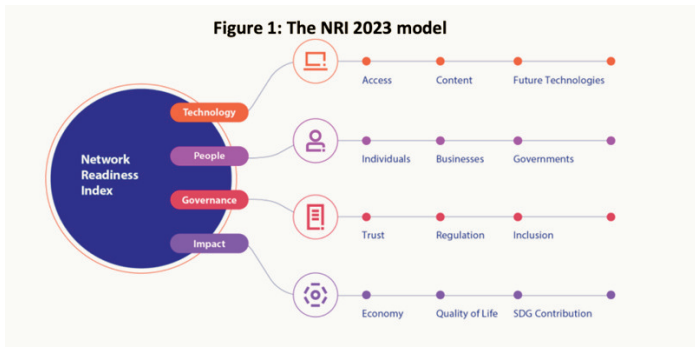 Figure 1: The NRI 2023 model
Network
Readiness
Index
Technology
Access Content Future Technologies
People
Individuals Businesses Governments
Governance
Trust Regulation Inclusion
Impact
Economy Quality of Life SDG Contribution